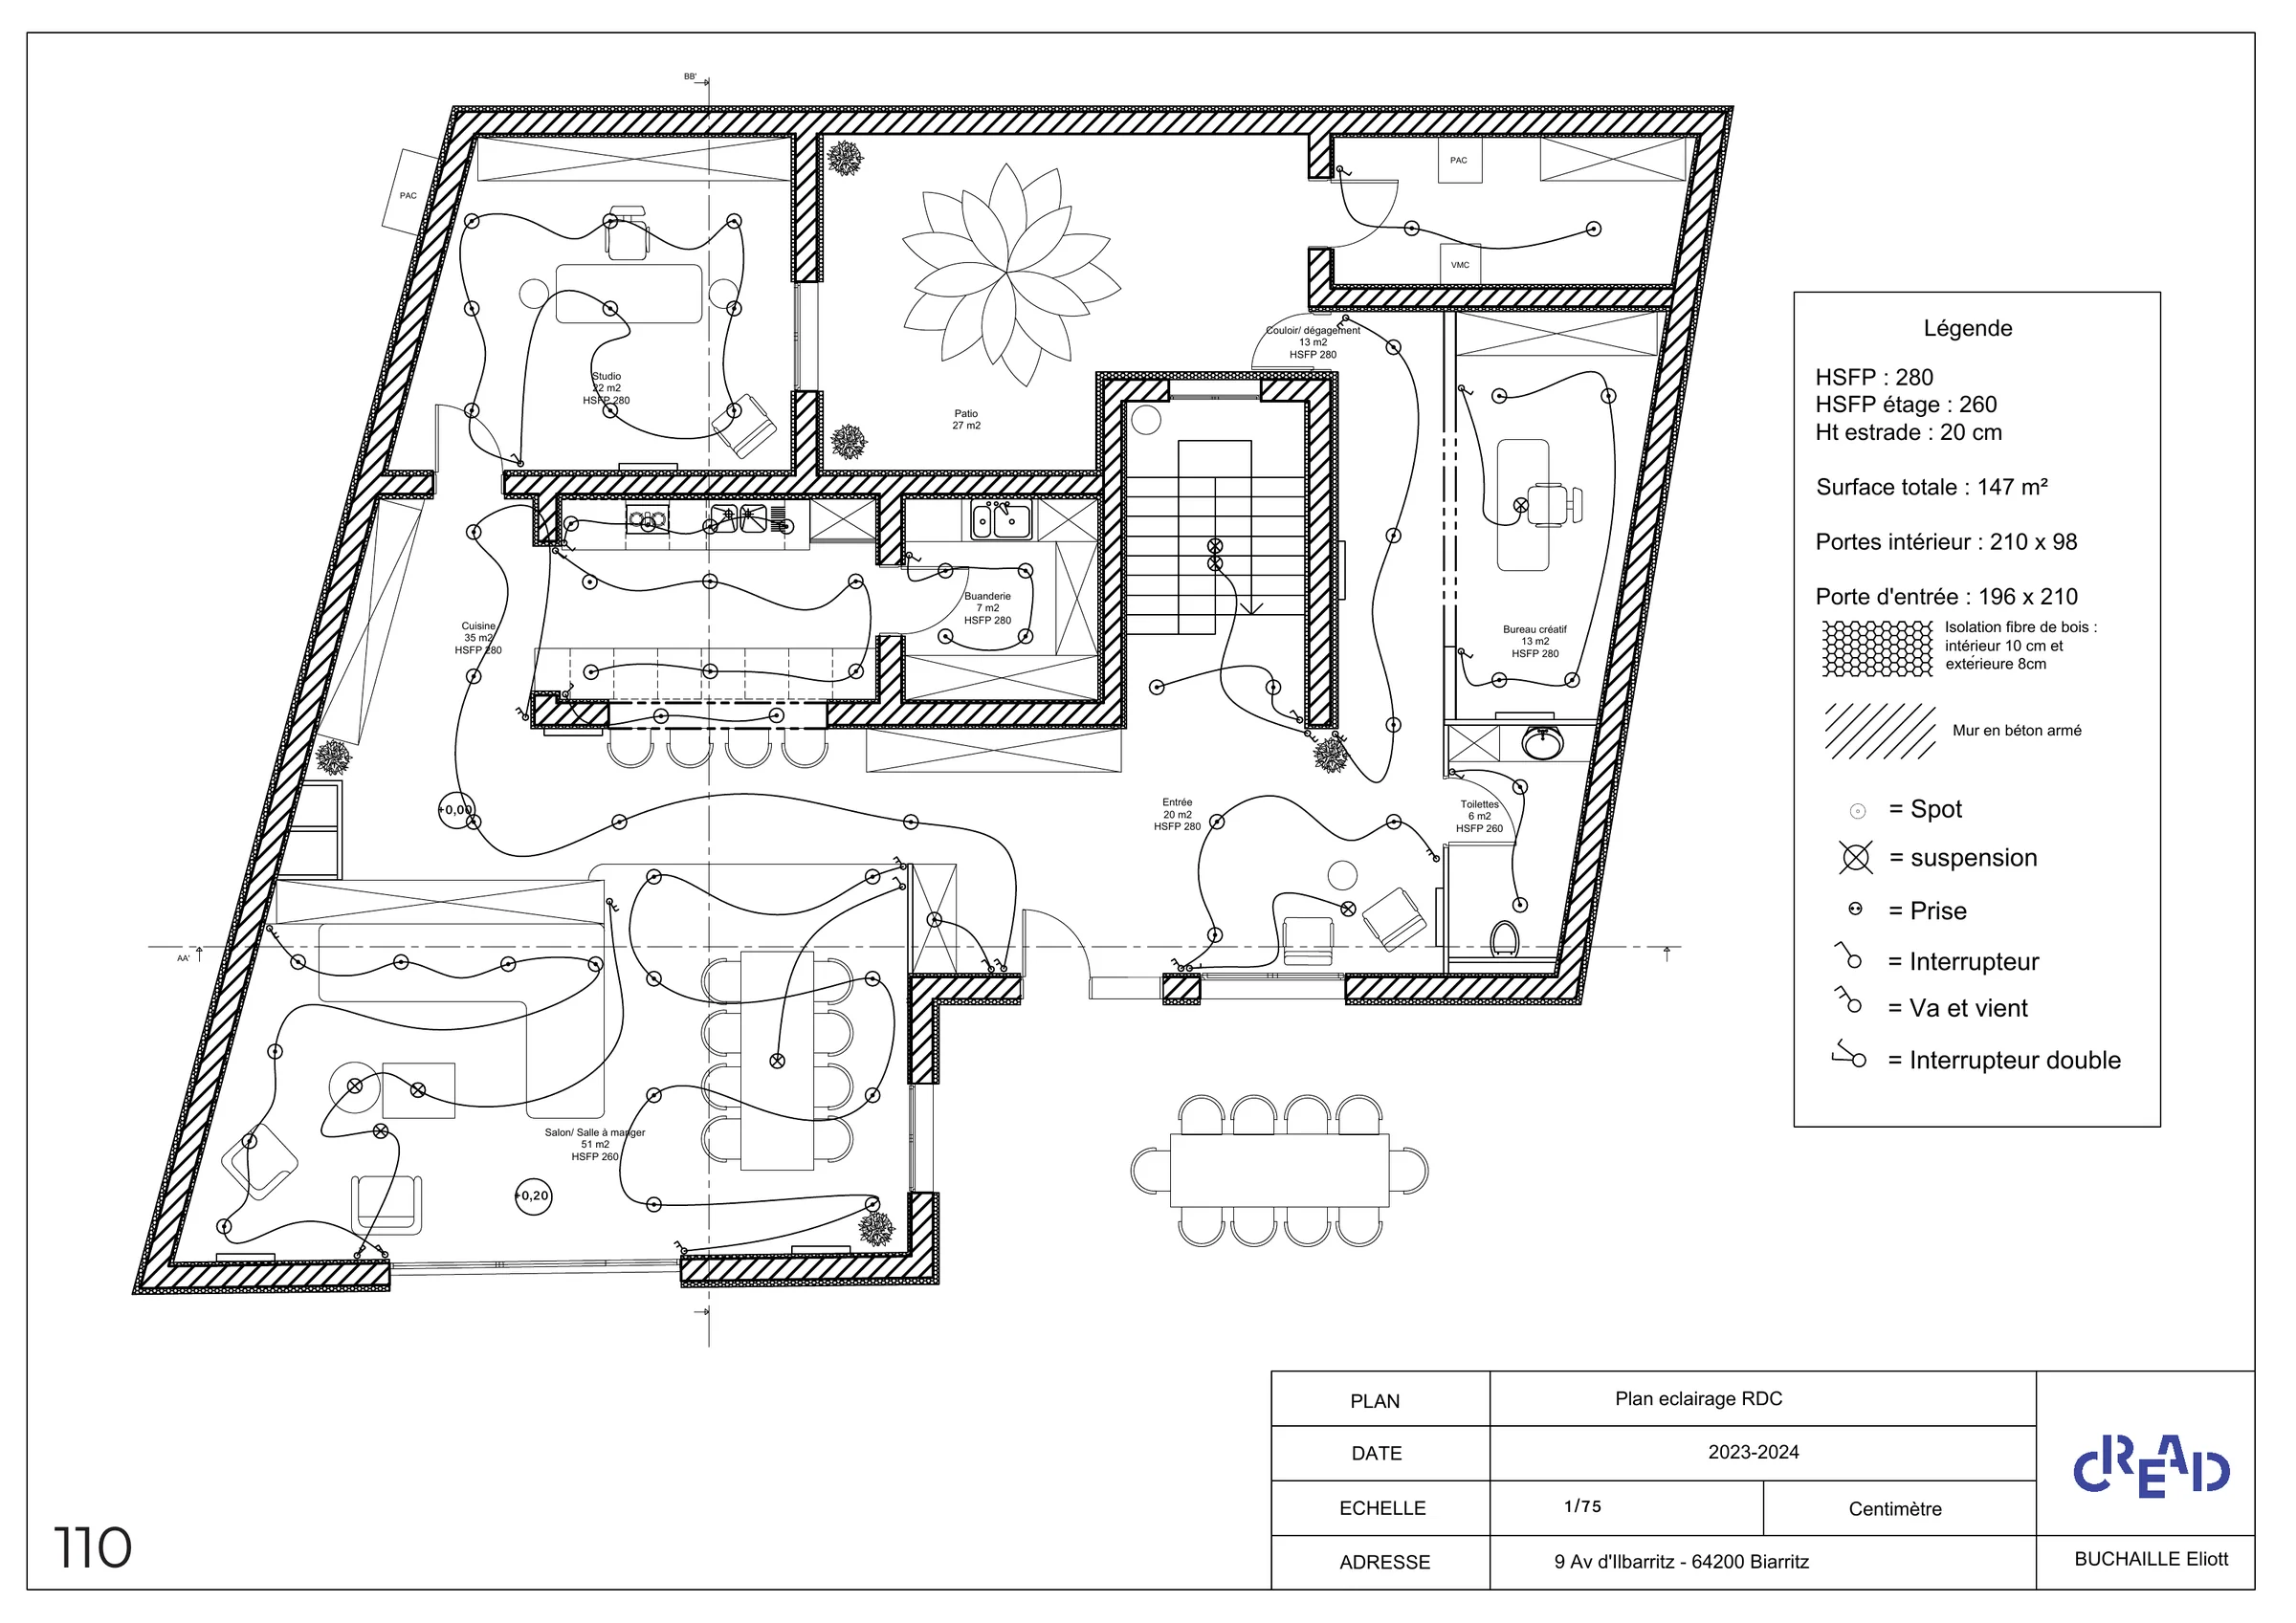 BB'
PAC
PAC
VMC
Couloir/ dégagement
13 m2
HSFP 280
Studio
22 m2
HSFP 280
Patio
27 m2
Cuisine
35 m2
HSFP 280
Buanderie
7 m2
HSFP 280
Bureau créatif
13 m2
HSFP 280
+0,00
Entrée
20 m2
HSFP 280
Toilettes
6 m2
HSFP 260
AA'
Salon/ Salle à manger
51 m2
HSFP 260
+0,20
Légende
HSFP : 280
HSFP étage : 260
Ht estrade : 20 cm
Surface totale : 147 m²
Portes intérieur : 210 x 98
Porte d'entrée : 196 x 210
Isolation fibre de bois :
intérieur 10 cm et
extérieure 8cm
Mur en béton armé
= Spot
= suspension
= Prise
= Interrupteur
= Va et vient
= Interrupteur double
PLAN
Plan eclairage RDC
DATE
2023-2024
ECHELLE
1/75
Centimètre
ADRESSE
9 Av d'Ilbarritz - 64200 Biarritz
CREAD
BUCHAILLE Eliott
110